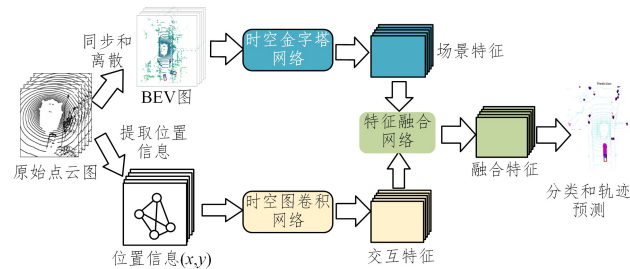 同步和
离散
BEV图
时空金字塔
网络
场景特征
提取位置
信息
原始点云图
特征融合
网络
融合特征
分类和轨迹
预测
位置信息(x,y)
时空图卷积
网络
交互特征